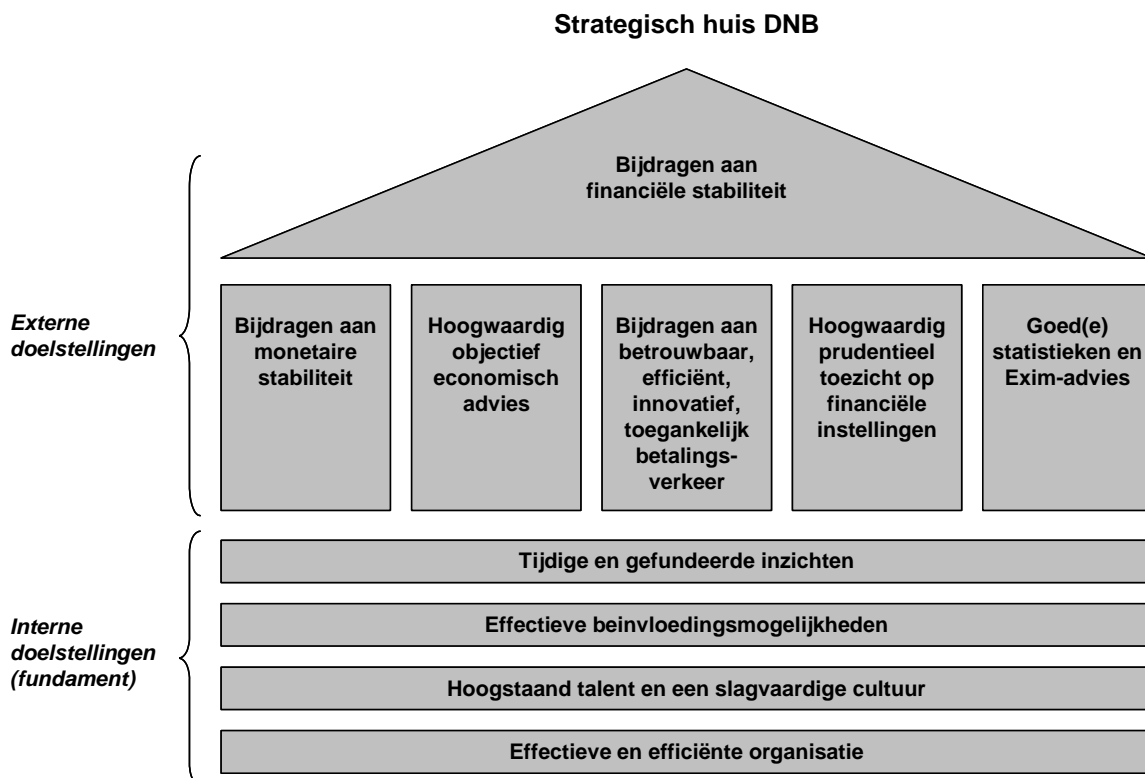 Strategisch huis DNB
Bijdragen aan
financiële stabiliteit
Externe
doelstellingen
Bijdragen aan
monetaire
stabiliteit
Hoogwaardig
objectief
economisch
advies
Bijdragen aan
betrouwbaar,
efficiënt,
innovatief,
toegankelijk
betalings-
verkeer
Hoogwaardig
prudentieel
toezicht op
financiële
instellingen
Goed(e)
statistieken en
Exim-advies
Interne
doelstellingen
(fundament)
Tijdige en gefundeerde inzichten
Effectieve beinvloedingsmogelijkheden
Hoogstaand talent en een slagvaardige cultuur
Effectieve en efficiënte organisatie